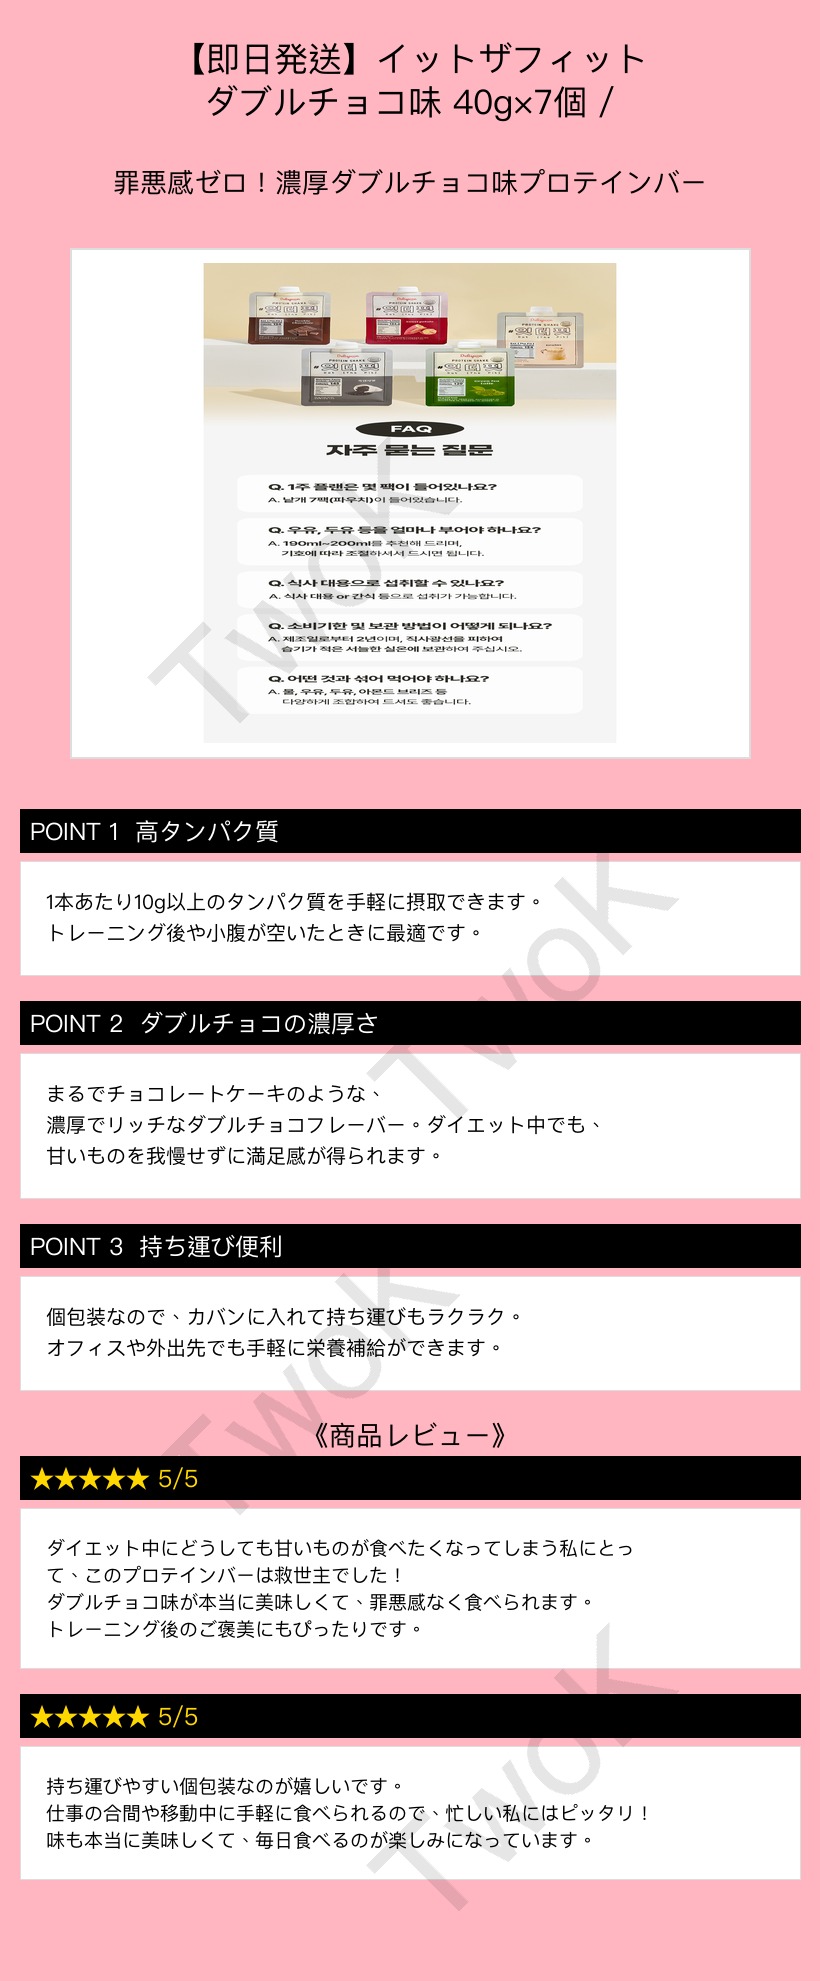 【即日発送】イットザフィット
ダブルチョコ味 40g×7個 /
罪悪感ゼロ！濃厚ダブルチョコ味プロテインバー
PROTEIN SHAKE
PROTEIN SHAKE
PROTEIN SHAKE
PROTEIN SHAKE
PROTEIN SHAKE
FAQ
자주 묻는 질문
Q. 1주 플랜은 몇 팩이 들어있나요?
A. 낱개 7팩(파우치)이 들어있습니다.
Q. 우유, 두유 등을 얼마나 부어야 하나요?
A. 190ml~200ml를 추천해 드리며,
기호에 따라 조절하셔서 드시면 됩니다.
Q. 식사 대용으로 섭취할 수 있나요?
A. 식사 대용 or 간식 등으로 섭취가 가능합니다.
Q. 소비기한 및 보관 방법이 어떻게 되나요?
A. 제조일로부터 2년이며, 직사광선을 피하여
습기가 적은 서늘한 실온에 보관하여 주십시오.
Q. 어떤 것과 섞어 먹어야 하나요?
A. 물, 우유, 두유, 아몬드 브리즈 등
다양하게 조합하여 드셔도 좋습니다.
TwoK
POINT 1 高タンパク質
1本あたり10g以上のタンパク質を手軽に摂取できます。
トレーニング後や小腹が空いたときに最適です。
TwoK
POINT 2 ダブルチョコの濃厚さ
まるでチョコレートケーキのような、
濃厚でリッチなダブルチョコフレーバー。ダイエット中でも、
甘いものを我慢せずに満足感が得られます。
POINT 3 持ち運び便利
個包装なので、カバンに入れて持ち運びもラクラク。
オフィスや外出先でも手軽に栄養補給ができます。
TwoK
《商品レビュー》
★★★★★ 5/5
ダイエット中にどうしても甘いものが食べたくなってしまう私にとっ
て、このプロテインバーは救世主でした！
ダブルチョコ味が本当に美味しくて、罪悪感なく食べられます。
トレーニング後のご褒美にもぴったりです。
★★★★★ 5/5
持ち運びやすい個包装なのが嬉しいです。
仕事の合間や移動中に手軽に食べられるので、忙しい私にはピッタリ！
味も本当に美味しくて、毎日食べるのが楽しみになっています。
TwoK